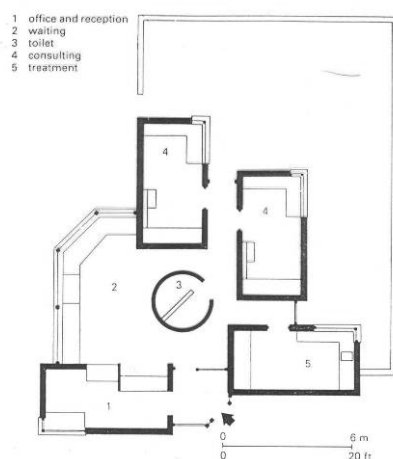 1 office and reception
2 waiting
3 toilet
4 consulting
5 treatment
4
4
3
2
5
1
0 6 m
0 20 ft